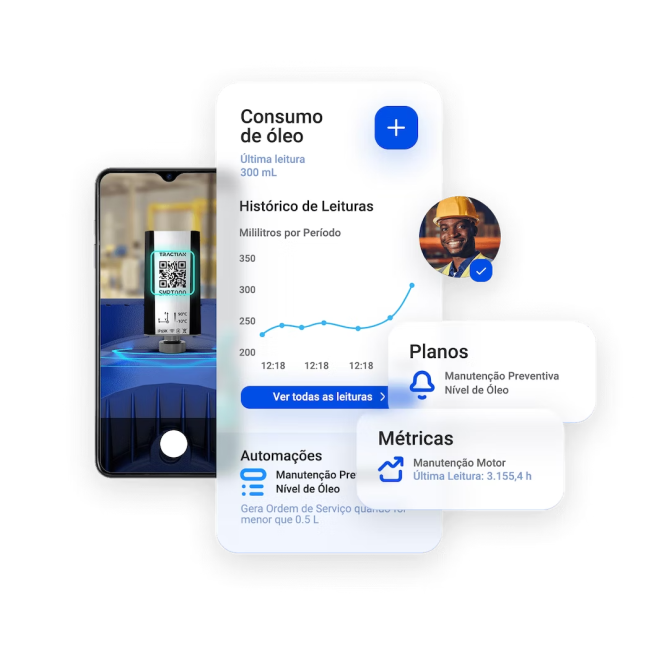 Consumo
de óleo
Última leitura
300 mL
Histórico de Leituras
Mililitros por Período
350
300
250
200
12:18 12:18 12:18
Ver todas as leituras
Automações
Manutenção Pre
Nível de Óleo
Gera Ordem de Serviço quando for
menor que 0.5 L
TRACTIAN
Planos
Manutenção Preventiva
Nível de Óleo
Métricas
Manutenção Motor
Última Leitura: 3.155,4 h